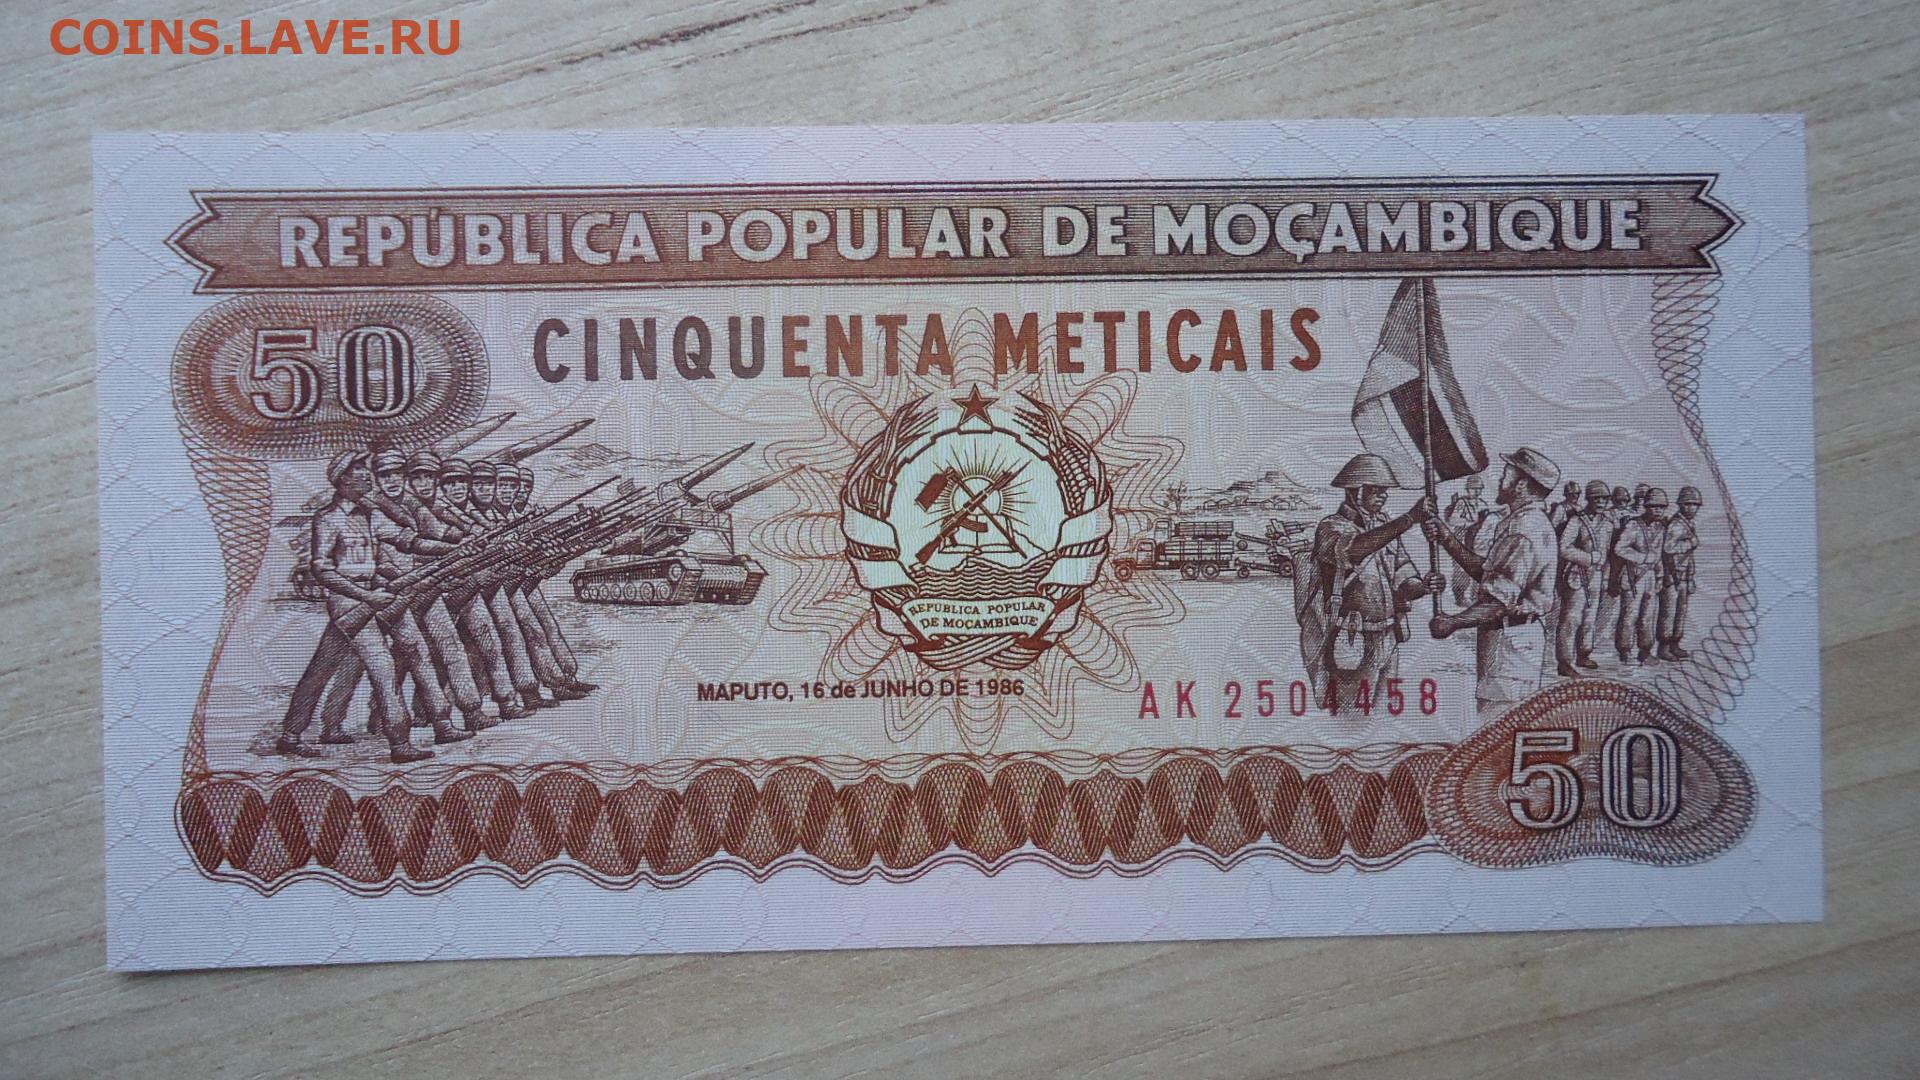 COINS.LAVE.RU
REPÚBLICA POPULAR DE MOÇAMBIQUE
50
CINQUENTA METICAIS
REPUBLICA POPULAR
DE MOÇAMBIQUE
MAPUTO, 16 de JUNHO DE 1986
AK 2504458
50